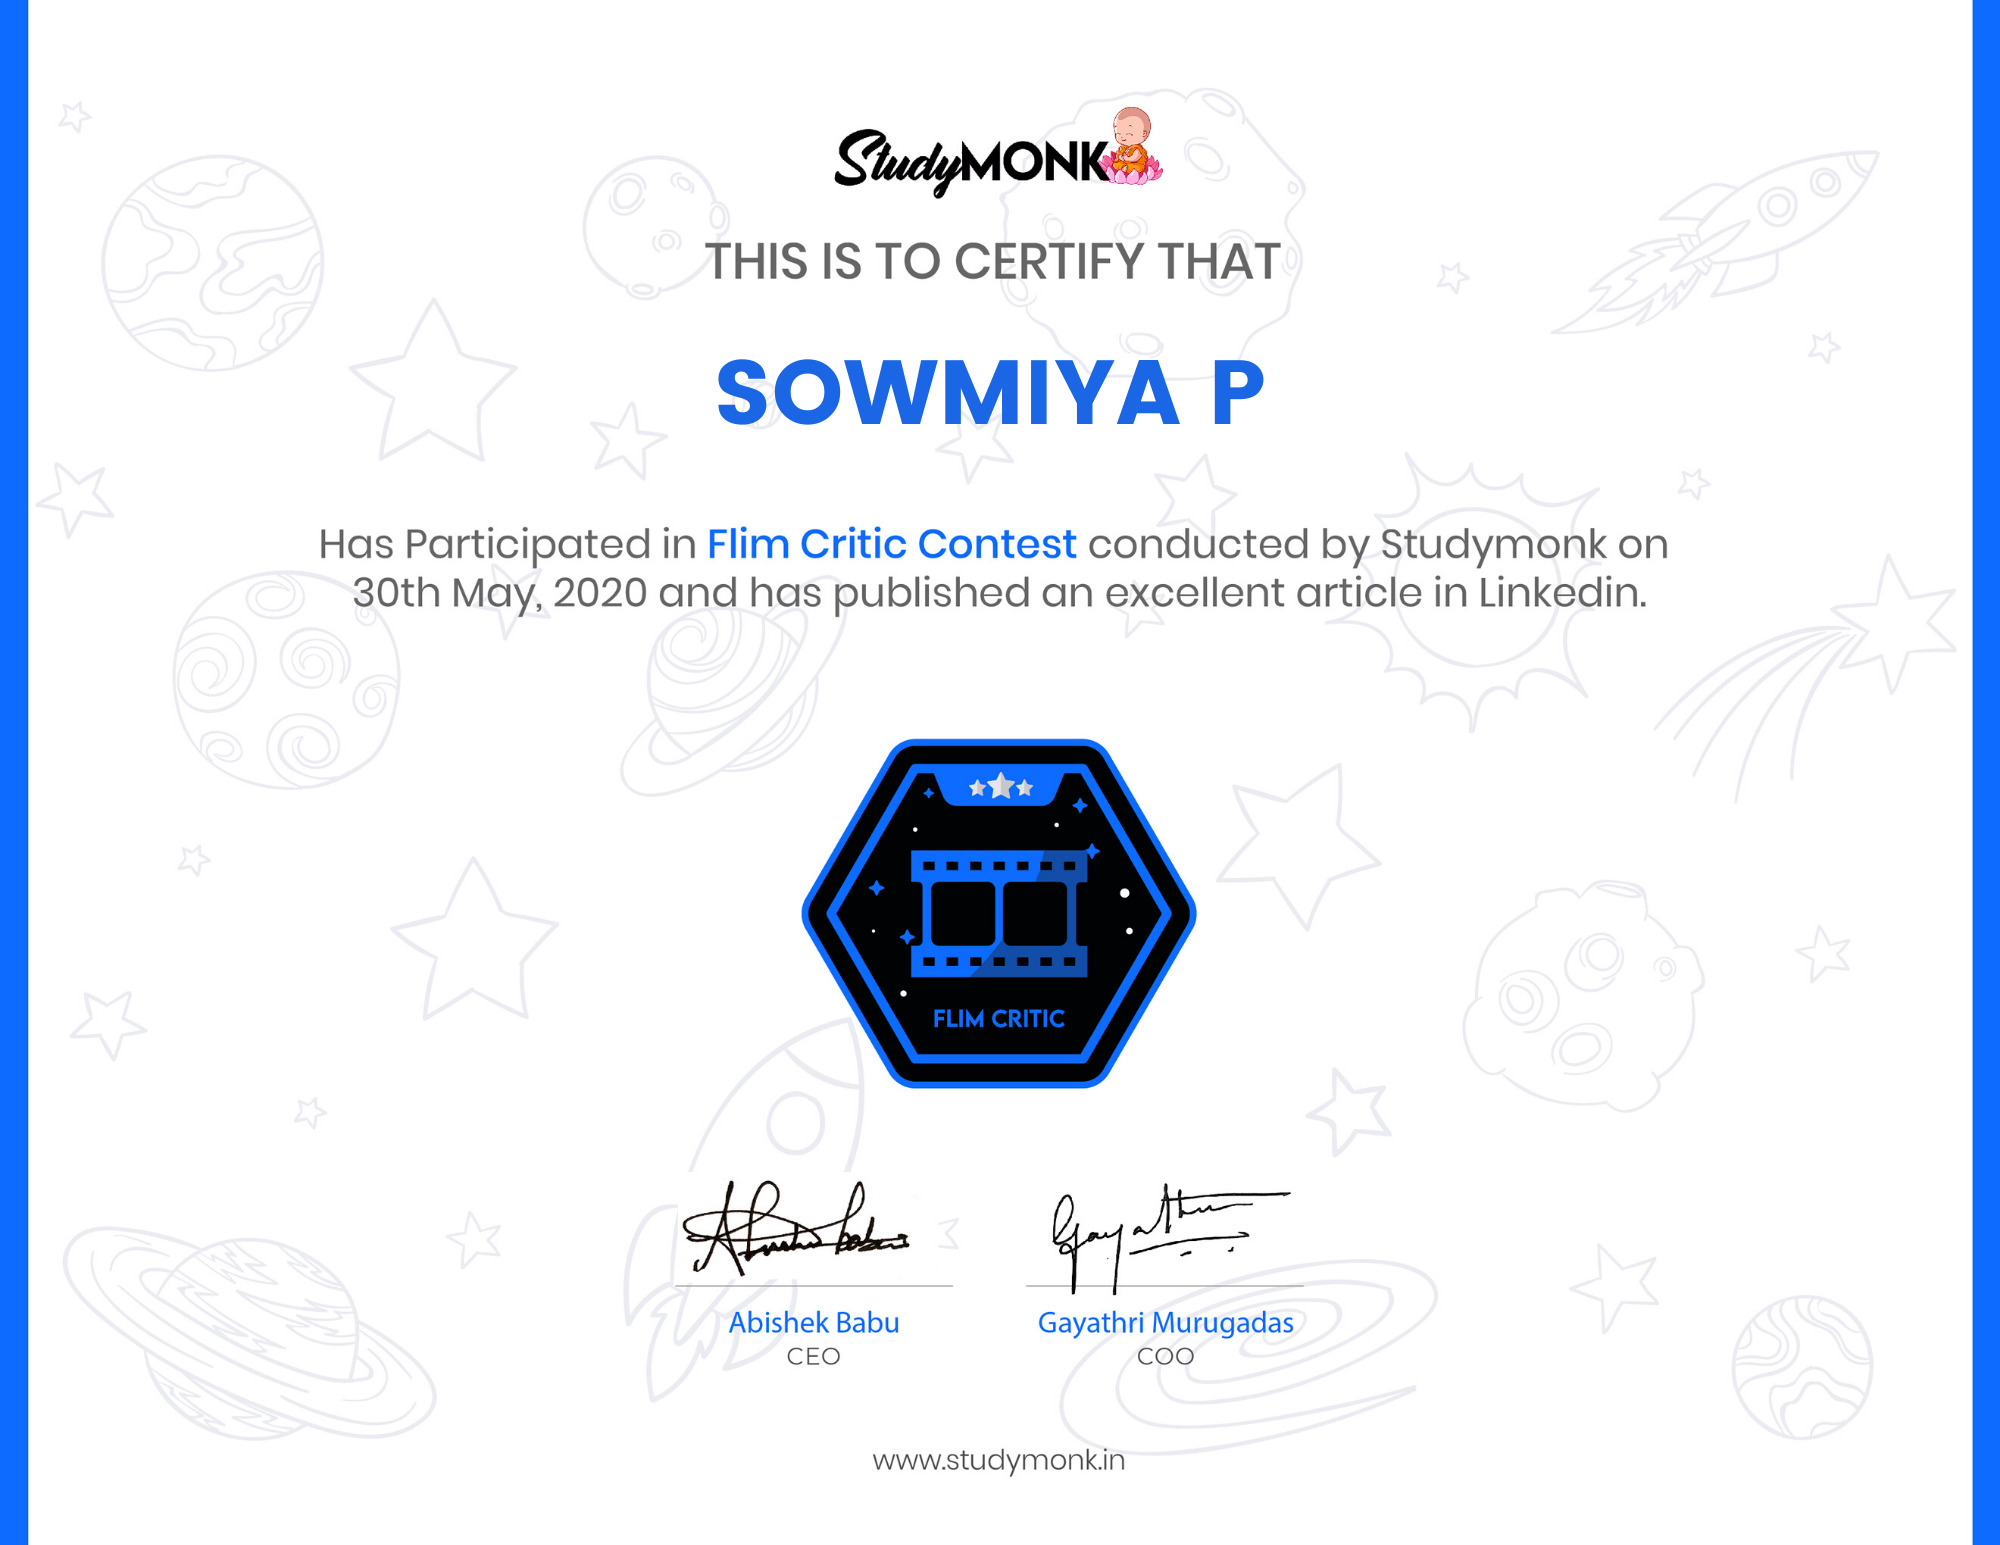 StudyMONK
THIS IS TO CERTIFY THAT
SOWMIYA P
Has Participated in Flim Critic Contest conducted by Studymonk on
30th May, 2020 and has published an excellent article in Linkedin.
FLIM CRITIC
Abishek Babu
CEO
Gayathri Murugadas
COO
www.studymonk.in